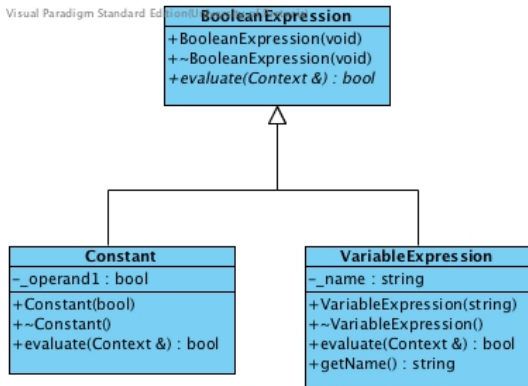 Visual Paradigm Standard Edition
BooleanExpression
+BooleanExpression(void)
+~BooleanExpression(void)
+evaluate(Context &) : bool
Constant
-_operand1 : bool
+Constant(bool)
+~Constant()
+evaluate(Context &) : bool
VariableExpression
-_name : string
+VariableExpression(string)
+~VariableExpression()
+evaluate(Context &) : bool
+getName() : string